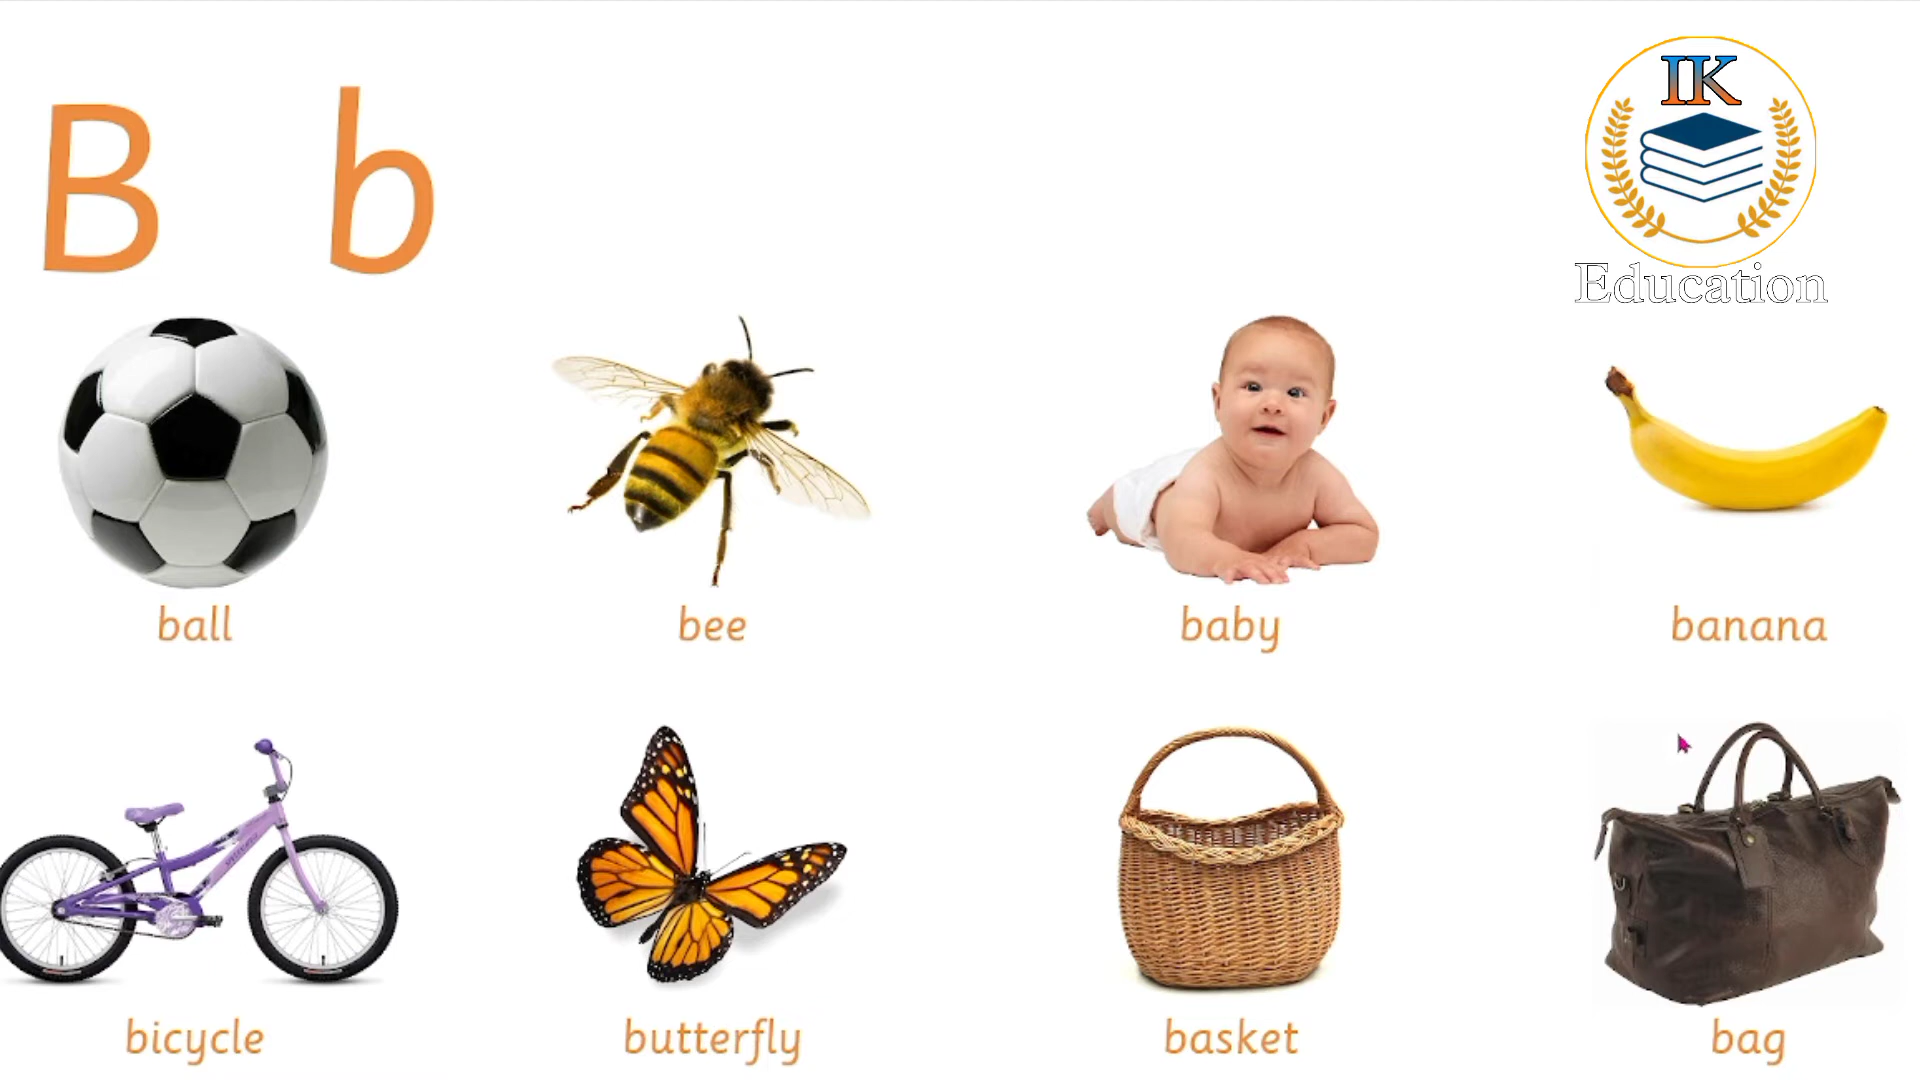 B b
IK
Education
ball bee baby banana
bicycle butterfly basket bag